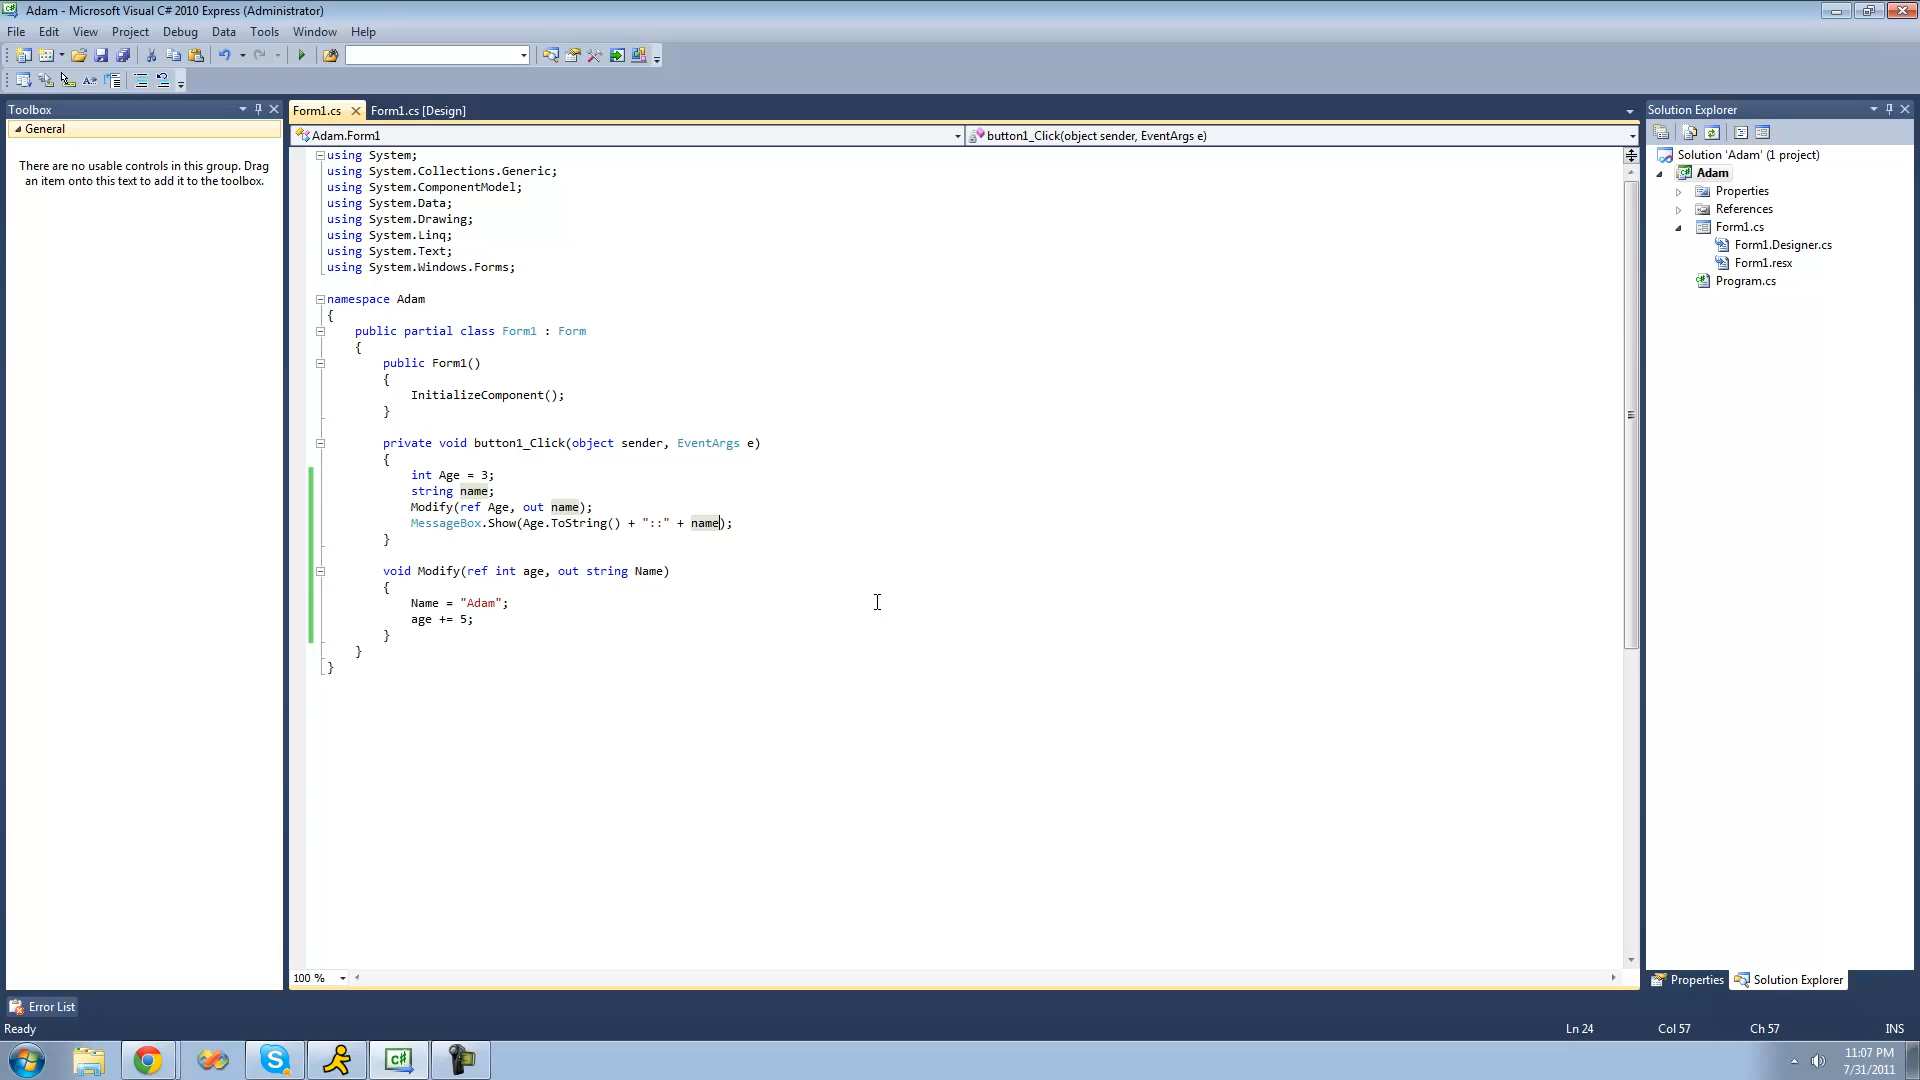 Adam - Microsoft Visual C# 2010 Express (Administrator)
File Edit View Project Debug Data Tools Window Help
Toolbox
General
There are no usable controls in this group. Drag
an item onto this text to add it to the toolbox.
Form1.cs Form1.cs [Design]
Adam.Form1 button1_Click(object sender, EventArgs e)
using System;
using System.Collections.Generic;
using System.ComponentModel;
using System.Data;
using System.Drawing;
using System.Linq;
using System.Text;
using System.Windows.Forms;
namespace Adam
{
public partial class Form1 : Form
{
public Form1()
{
InitializeComponent();
}
private void button1_Click(object sender, EventArgs e)
{
int Age = 3;
string name;
Modify(ref Age, out name);
MessageBox.Show(Age.ToString() + "::" + name);
}
void Modify(ref int age, out string Name)
{
Name = "Adam";
age += 5;
}
}
}
100 %
Solution Explorer
Solution 'Adam' (1 project)
Adam
Properties
References
Form1.cs
Form1.Designer.cs
Form1.resx
Program.cs
Properties Solution Explorer
Error List
Ready Ln 24 Col 57 Ch 57 INS
11:07 PM
7/31/2011